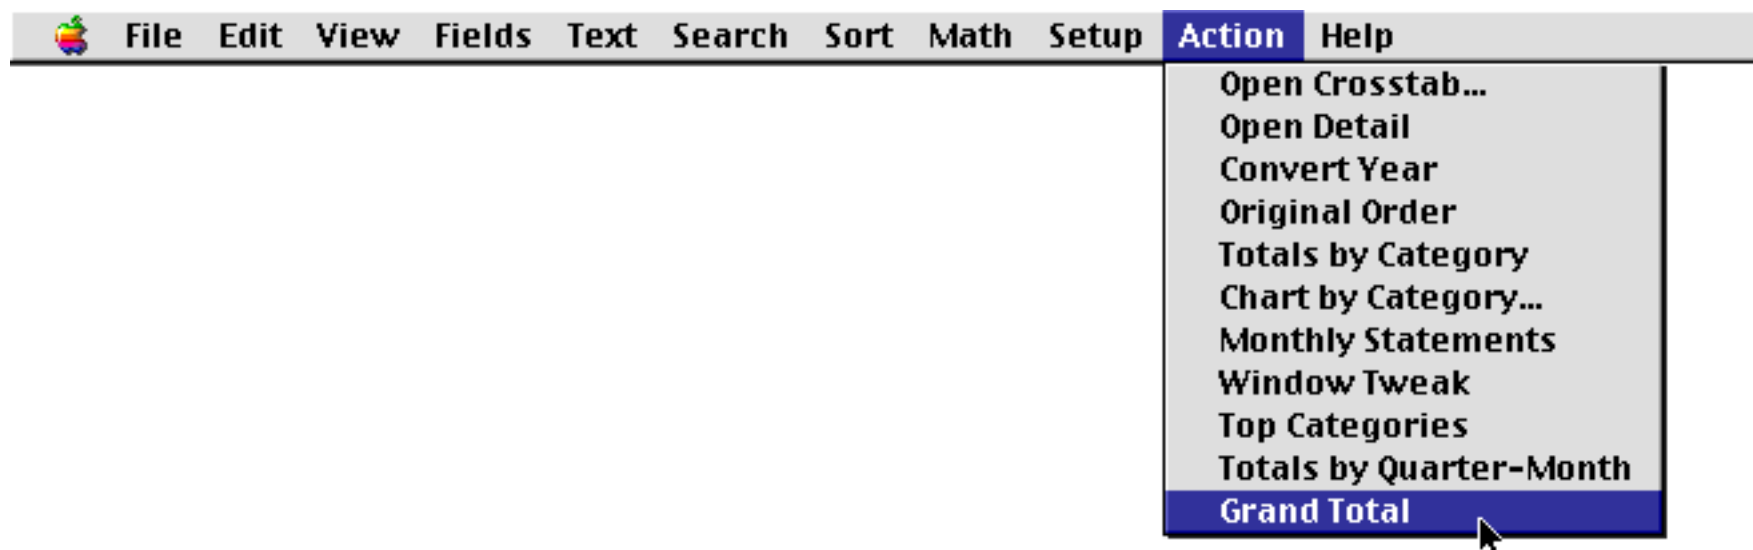 File Edit View Fields Text Search Sort Math Setup Action Help
Open Crosstab...
Open Detail
Convert Year
Original Order
Totals by Category
Chart by Category...
Monthly Statements
Window Tweak
Top Categories
Totals by Quarter-Month
Grand Total